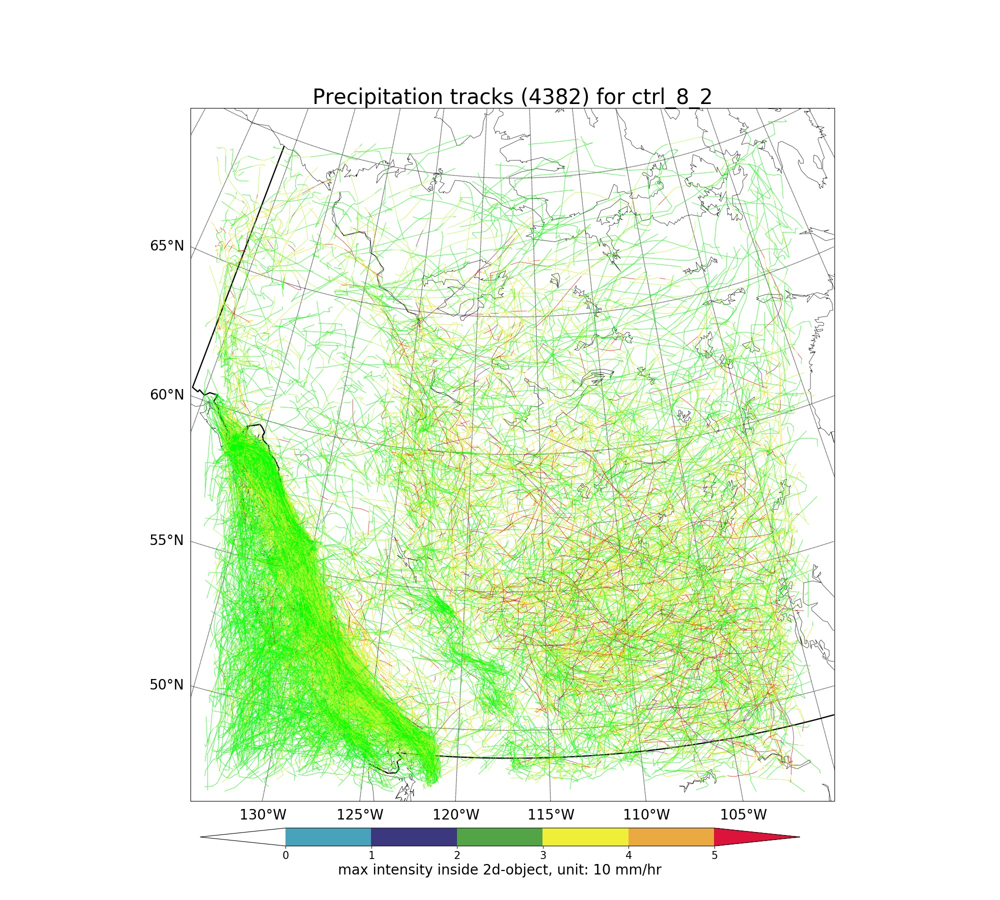 Precipitation tracks (4382) for ctrl_8_2
65°N
60°N
55°N
50°N
130°W 125°W 120°W 115°W 110°W 105°W
0 1 2 3 4 5
max intensity inside 2d-object, unit: 10 mm/hr